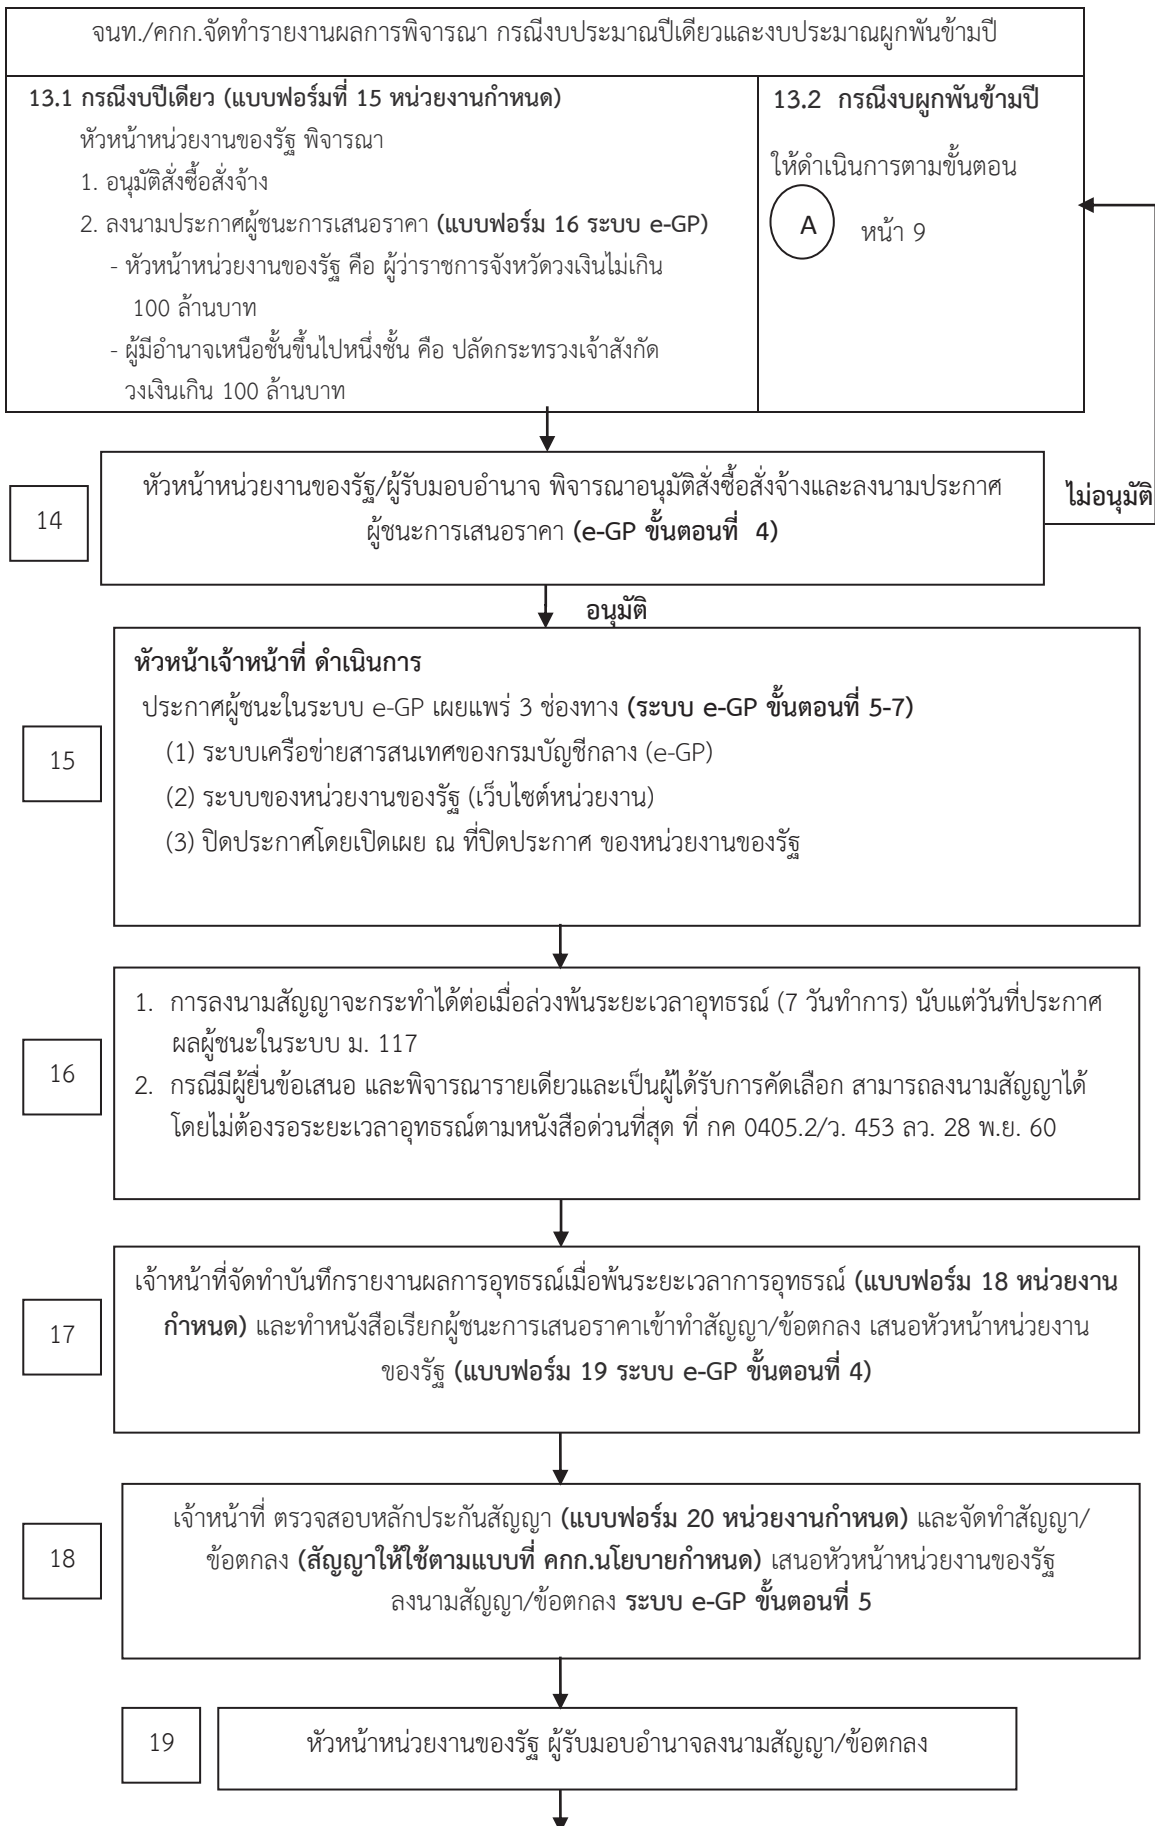 จนท./คกก.จัดทำรายงานผลการพิจารณา กรณีงบประมาณปีเดียวและงบประมาณผูกพันข้ามปี
13.1 กรณีงบปีเดียว (แบบฟอร์มที่ 15 หน่วยงานกำหนด)
หัวหน้าหน่วยงานของรัฐ พิจารณา
1. อนุมัติสั่งซื้อสั่งจ้าง
2. ลงนามประกาศผู้ชนะการเสนอราคา (แบบฟอร์ม 16 ระบบ e-GP)
- หัวหน้าหน่วยงานของรัฐ คือ ผู้ว่าราชการจังหวัดวงเงินไม่เกิน
100 ล้านบาท
- ผู้มีอำนาจเหนือชั้นขึ้นไปหนึ่งชั้น คือ ปลัดกระทรวงเจ้าสังกัด
วงเงินเกิน 100 ล้านบาท
13.2 กรณีงบผูกพันข้ามปี
ให้ดำเนินการตามขั้นตอน
A หน้า 9
14
หัวหน้าหน่วยงานของรัฐ/ผู้รับมอบอำนาจ พิจารณาอนุมัติสั่งซื้อสั่งจ้างและลงนามประกาศ
ผู้ชนะการเสนอราคา (e-GP ขั้นตอนที่ 4)
ไม่อนุมัติ
อนุมัติ
15
หัวหน้าเจ้าหน้าที่ ดำเนินการ
ประกาศผู้ชนะในระบบ e-GP เผยแพร่ 3 ช่องทาง (ระบบ e-GP ขั้นตอนที่ 5-7)
(1) ระบบเครือข่ายสารสนเทศของกรมบัญชีกลาง (e-GP)
(2) ระบบของหน่วยงานของรัฐ (เว็บไซต์หน่วยงาน)
(3) ปิดประกาศโดยเปิดเผย ณ ที่ปิดประกาศ ของหน่วยงานของรัฐ
16
1. การลงนามสัญญาจะกระทำได้ต่อเมื่อล่วงพ้นระยะเวลาอุทธรณ์ (7 วันทำการ) นับแต่วันที่ประกาศ
ผลผู้ชนะในระบบ ม. 117
2. กรณีมีผู้ยื่นข้อเสนอ และพิจารณารายเดียวและเป็นผู้ได้รับการคัดเลือก สามารถลงนามสัญญาได้
โดยไม่ต้องรอระยะเวลาอุทธรณ์ตามหนังสือด่วนที่สุด ที่ กค 0405.2/ว. 453 ลว. 28 พ.ย. 60
17
เจ้าหน้าที่จัดทำบันทึกรายงานผลการอุทธรณ์เมื่อพ้นระยะเวลาการอุทธรณ์ (แบบฟอร์ม 18 หน่วยงาน
กำหนด) และทำหนังสือเรียกผู้ชนะการเสนอราคาเข้าทำสัญญา/ข้อตกลง เสนอหัวหน้าหน่วยงาน
ของรัฐ (แบบฟอร์ม 19 ระบบ e-GP ขั้นตอนที่ 4)
18
เจ้าหน้าที่ ตรวจสอบหลักประกันสัญญา (แบบฟอร์ม 20 หน่วยงานกำหนด) และจัดทำสัญญา/
ข้อตกลง (สัญญาให้ใช้ตามแบบที่ คกก.นโยบายกำหนด) เสนอหัวหน้าหน่วยงานของรัฐ
ลงนามสัญญา/ข้อตกลง ระบบ e-GP ขั้นตอนที่ 5
19
หัวหน้าหน่วยงานของรัฐ ผู้รับมอบอำนาจลงนามสัญญา/ข้อตกลง